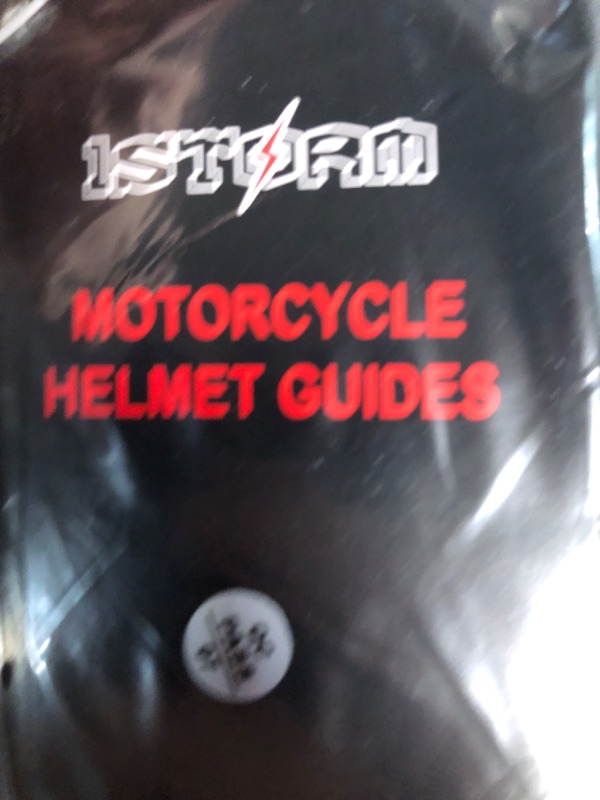 1STORM
MOTORCYCLE
HELMET GUIDES